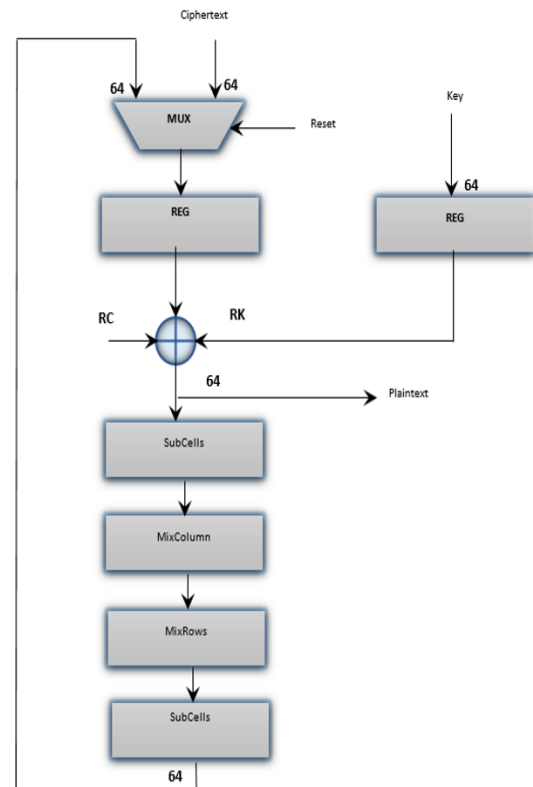 Ciphertext
64
64
MUX
Reset
Key
64
REG
REG
RC
RK
64
Plaintext
SubCells
MixColumn
MixRows
SubCells
64